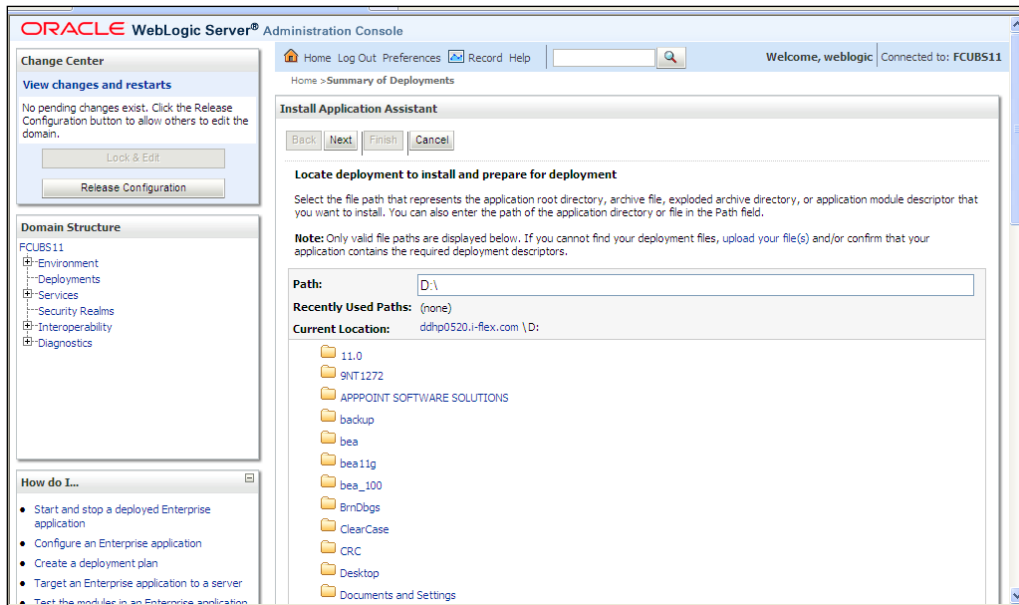 ORACLE WebLogic Server® Administration Console
Change Center
View changes and restarts
No pending changes exist. Click the Release
Configuration button to allow others to edit the
domain.
Lock & Edit
Release Configuration
Domain Structure
FCUBS11
Environment
Deployments
Services
Security Realms
Interoperability
Diagnostics
How do I...
Start and stop a deployed Enterprise
application
Configure an Enterprise application
Create a deployment plan
Target an Enterprise application to a server
Test the modules in an Enterprise application
Home Log Out Preferences Record Help
Welcome, weblogic Connected to: FCUBS11
Home >Summary of Deployments
Install Application Assistant
Back Next Finish Cancel
Locate deployment to install and prepare for deployment
Select the file path that represents the application root directory, archive file, exploded archive directory, or application module descriptor that
you want to install. You can also enter the path of the application directory or file in the Path field.
Note: Only valid file paths are displayed below. If you cannot find your deployment files, upload your file(s) and/or confirm that your
application contains the required deployment descriptors.
Path: D:\
Recently Used Paths: (none)
Current Location: ddhp0520.i-flex.com \D:
11.0
9NT1272
APPPOINT SOFTWARE SOLUTIONS
backup
bea
bea11g
bea_100
BrnDbgs
ClearCase
CRC
Desktop
Documents and Settings